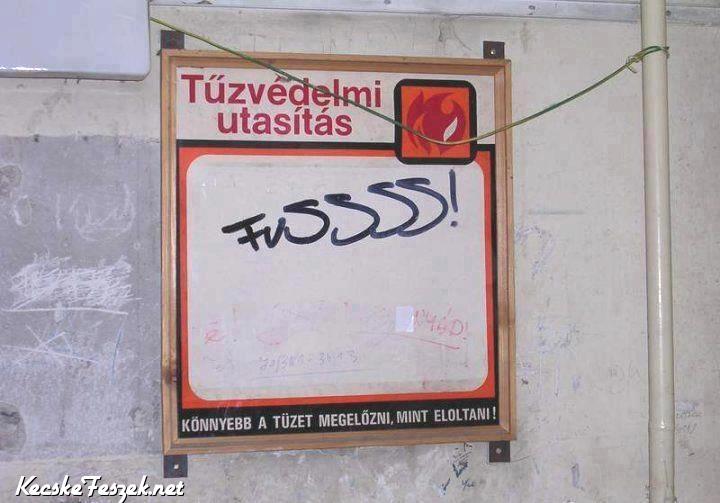 Tűzvédelmi
utasítás
FUSSSS!
KÖNNYEBB A TÜZET MEGELŐZNI, MINT ELOLTANI!
KecskeFeszek.net